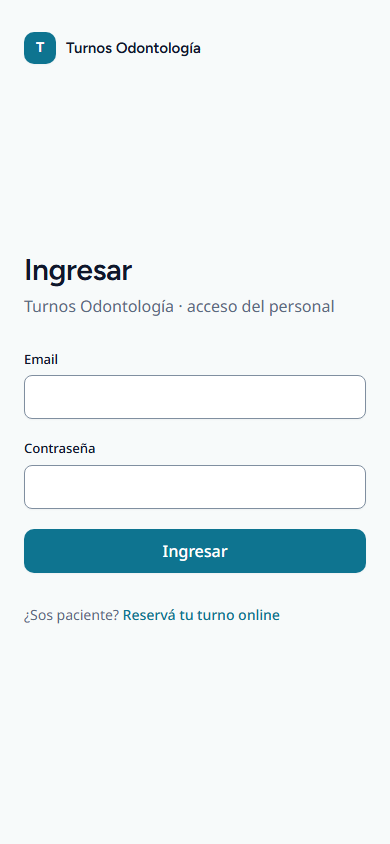 T
Turnos Odontología
Ingresar
Turnos Odontología · acceso del personal
Email
Contraseña
Ingresar
¿Sos paciente? Reservá tu turno online